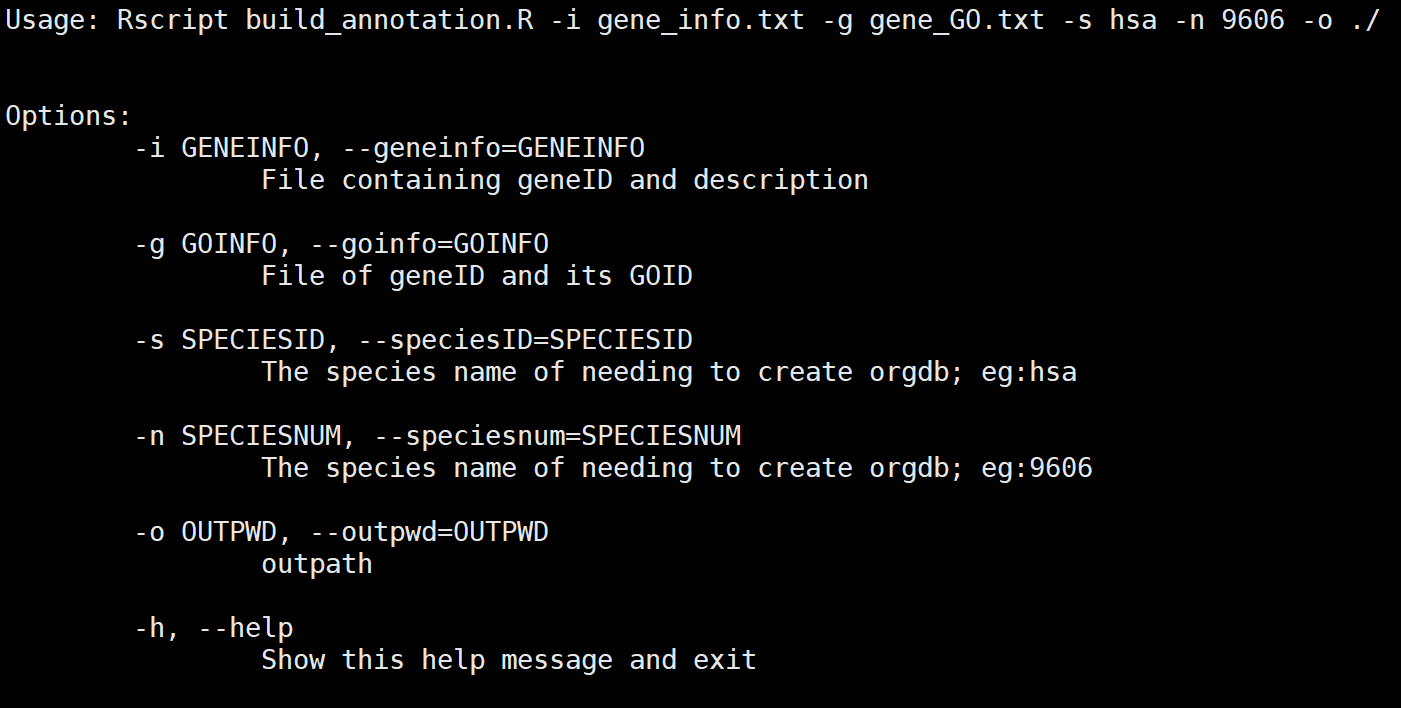 Usage: Rscript build_annotation.R -i gene_info.txt -g gene_GO.txt -s hsa -n 9606 -o ./
Options:
-i GENEINFO, --geneinfo=GENEINFO
File containing geneID and description
-g GOINFO, --goinfo=GOINFO
File of geneID and its GOID
-s SPECIESID, --speciesID=SPECIESID
The species name of needing to create orgdb; eg:hsa
-n SPECIESNUM, --speciesnum=SPECIESNUM
The species name of needing to create orgdb; eg:9606
-o OUTPWD, --outpwd=OUTPWD
outpath
-h, --help
Show this help message and exit